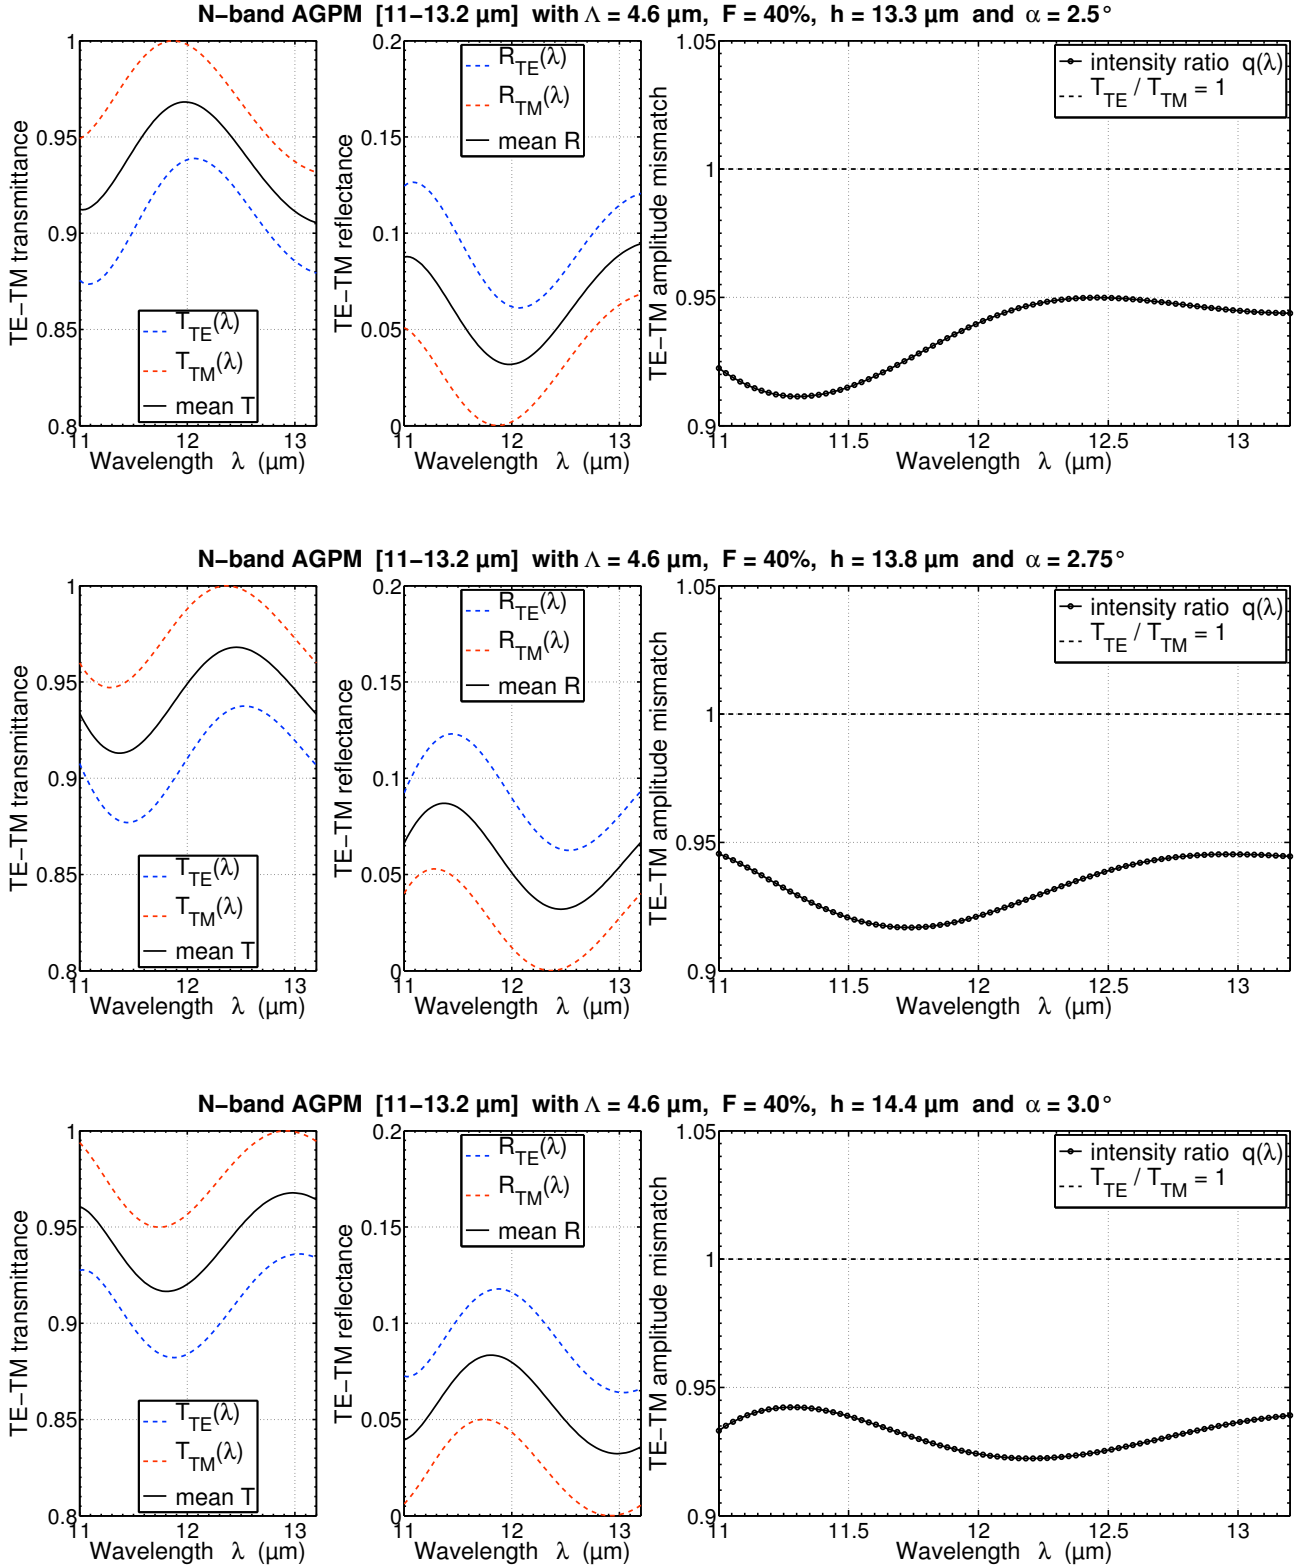 N−band AGPM [11−13.2 µm] with Λ = 4.6 µm, F = 40%, h = 13.3 µm and α = 2.5°
TE−TM transmittance
1
0.95
0.9
0.85
0.8
T_TE(λ)
T_TM(λ)
mean T
11 12 13
Wavelength λ (µm)
TE−TM reflectance
0.2
0.15
0.1
0.05
0
R_TE(λ)
R_TM(λ)
mean R
11 12 13
Wavelength λ (µm)
TE−TM amplitude mismatch
1.05
1
0.95
0.9
intensity ratio q(λ)
T_TE / T_TM = 1
11 11.5 12 12.5 13
Wavelength λ (µm)
N−band AGPM [11−13.2 µm] with Λ = 4.6 µm, F = 40%, h = 13.8 µm and α = 2.75°
TE−TM transmittance
1
0.95
0.9
0.85
0.8
T_TE(λ)
T_TM(λ)
mean T
11 12 13
Wavelength λ (µm)
TE−TM reflectance
0.2
0.15
0.1
0.05
0
R_TE(λ)
R_TM(λ)
mean R
11 12 13
Wavelength λ (µm)
TE−TM amplitude mismatch
1.05
1
0.95
0.9
intensity ratio q(λ)
T_TE / T_TM = 1
11 11.5 12 12.5 13
Wavelength λ (µm)
N−band AGPM [11−13.2 µm] with Λ = 4.6 µm, F = 40%, h = 14.4 µm and α = 3.0°
TE−TM transmittance
1
0.95
0.9
0.85
0.8
T_TE(λ)
T_TM(λ)
mean T
11 12 13
Wavelength λ (µm)
TE−TM reflectance
0.2
0.15
0.1
0.05
0
R_TE(λ)
R_TM(λ)
mean R
11 12 13
Wavelength λ (µm)
TE−TM amplitude mismatch
1.05
1
0.95
0.9
intensity ratio q(λ)
T_TE / T_TM = 1
11 11.5 12 12.5 13
Wavelength λ (µm)